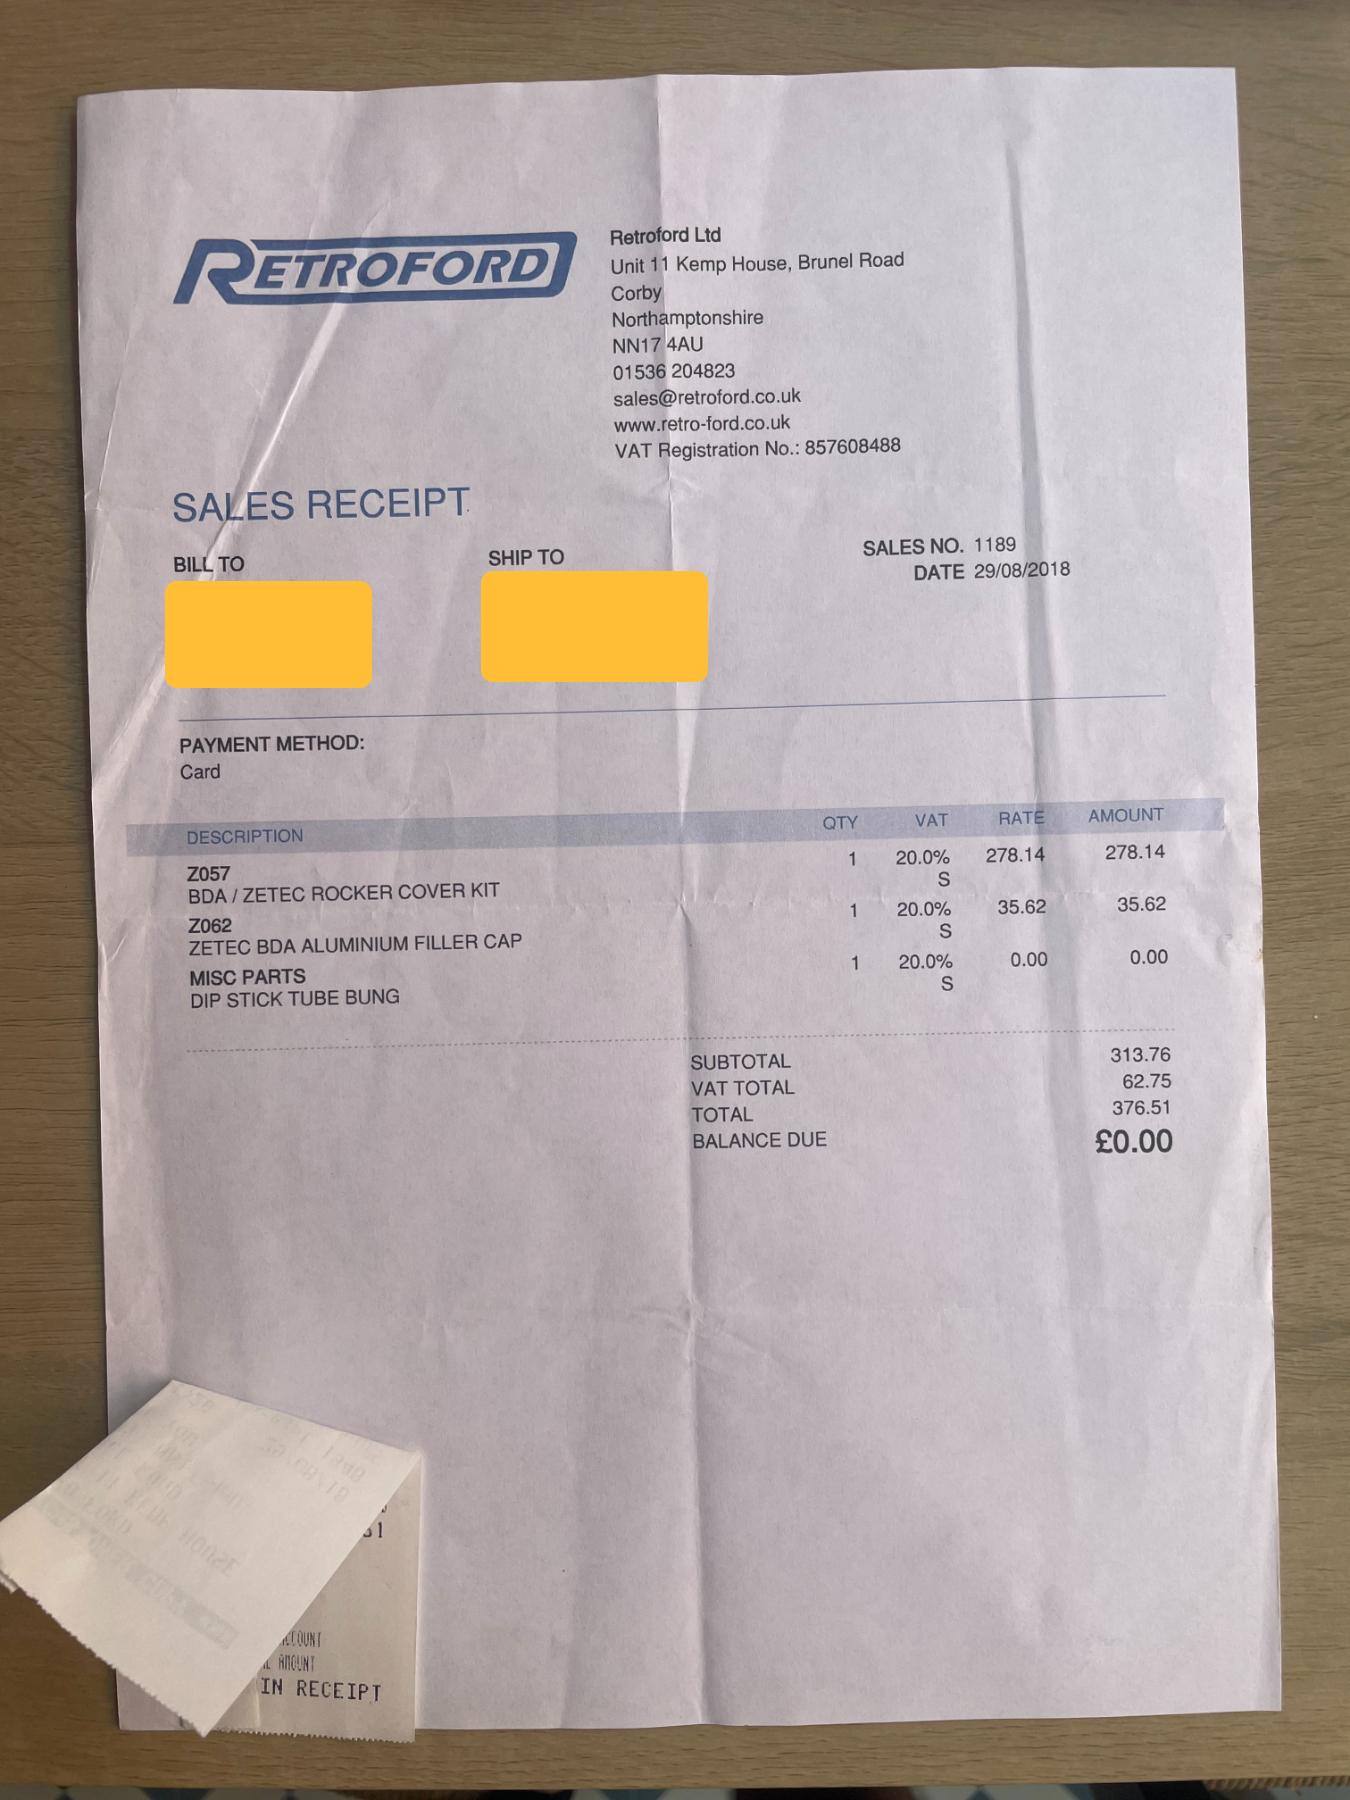 RETROFORD
Retroford Ltd
Unit 11 Kemp House, Brunel Road
Corby
Northamptonshire
NN17 4AU
01536 204823
sales@retroford.co.uk
www.retro-ford.co.uk
VAT Registration No.: 857608488
SALES RECEIPT
BILL TO
SHIP TO
SALES NO. 1189
DATE 29/08/2018
PAYMENT METHOD:
Card
DESCRIPTION QTY VAT RATE AMOUNT
Z057 1 20.0% S 278.14 278.14
BDA / ZETEC ROCKER COVER KIT
Z062 1 20.0% S 35.62 35.62
ZETEC BDA ALUMINIUM FILLER CAP
MISC PARTS 1 20.0% S 0.00 0.00
DIP STICK TUBE BUNG
SUBTOTAL 313.76
VAT TOTAL 62.75
TOTAL 376.51
BALANCE DUE £0.00
AMOUNT
IN RECEIPT